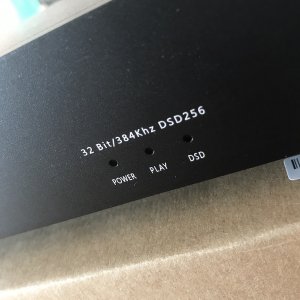 32 Bit/384Khz DSD256
POWER PLAY DSD